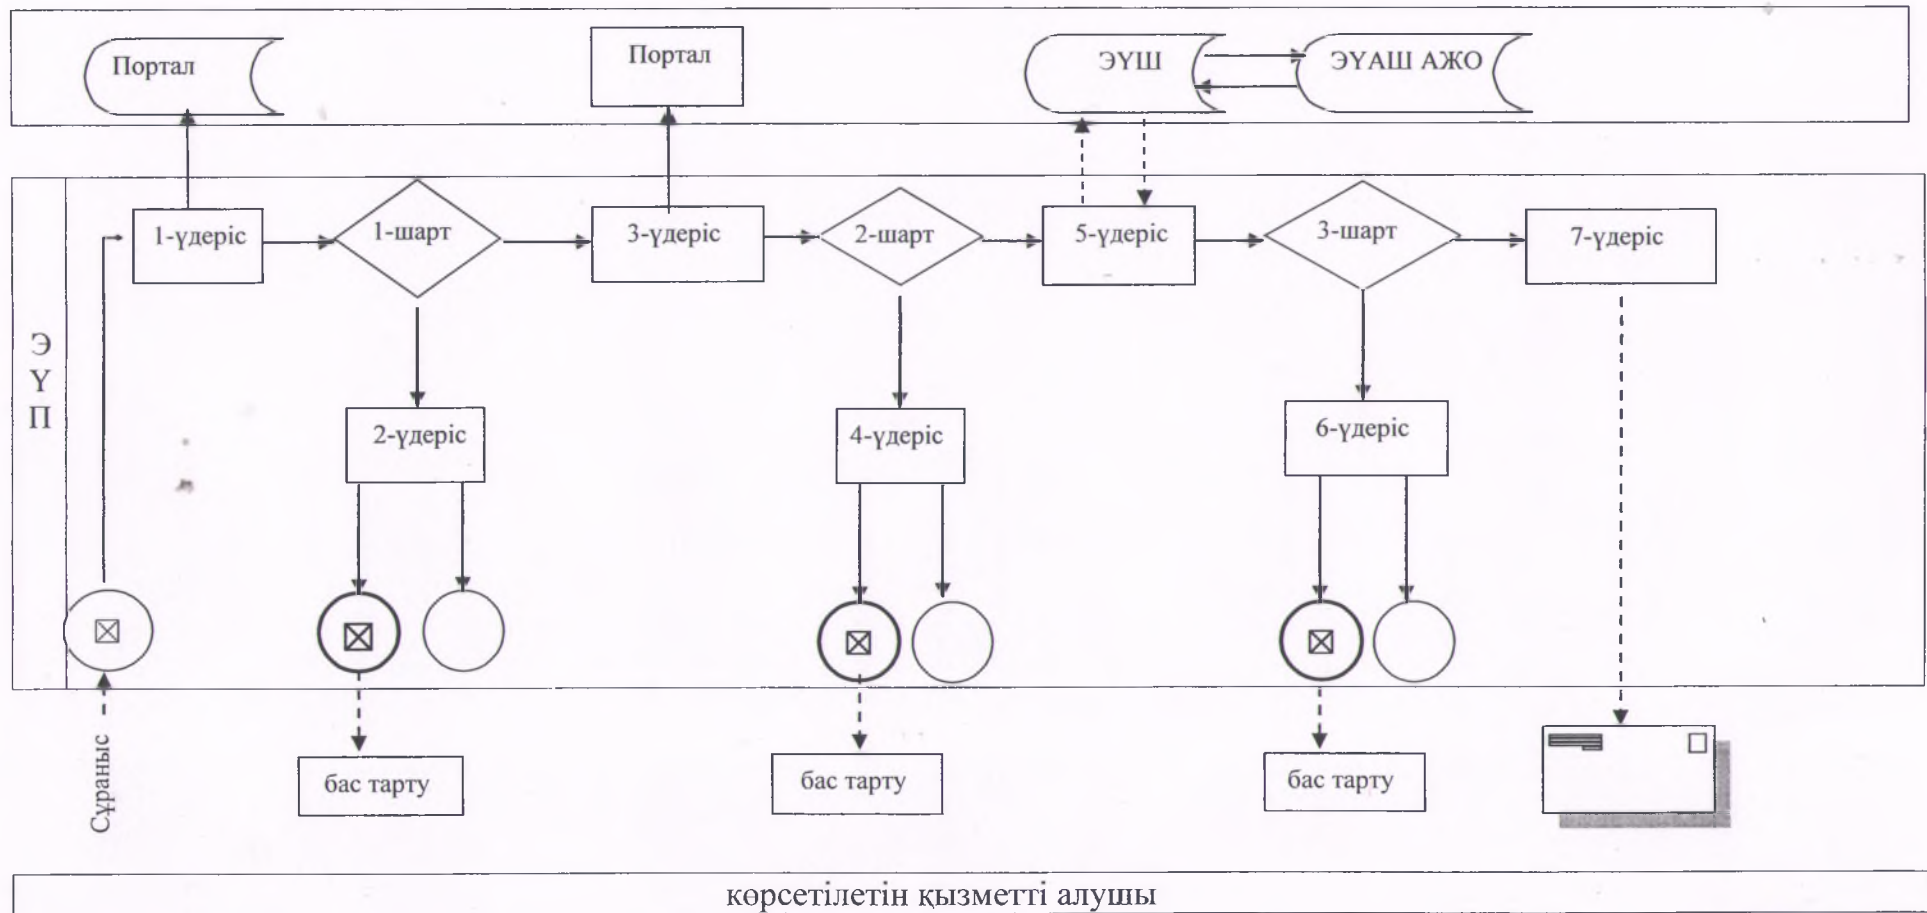 Портал
Портал
ЭҮШ
ЭҮАШ АЖО
1-үдеріс
1-шарт
3-үдеріс
2-шарт
5-үдеріс
3-шарт
7-үдеріс
Э
Ү
П
2-үдеріс
4-үдеріс
6-үдеріс
Сұраныс
бас тарту
бас тарту
бас тарту
көрсетілетін қызметті алушы